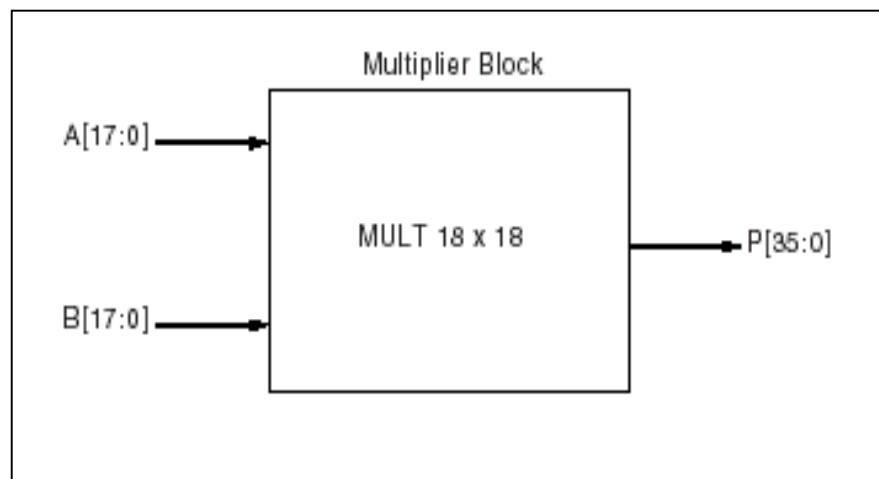 Multiplier Block
A[17:0]
MULT 18 x 18
P[35:0]
B[17:0]